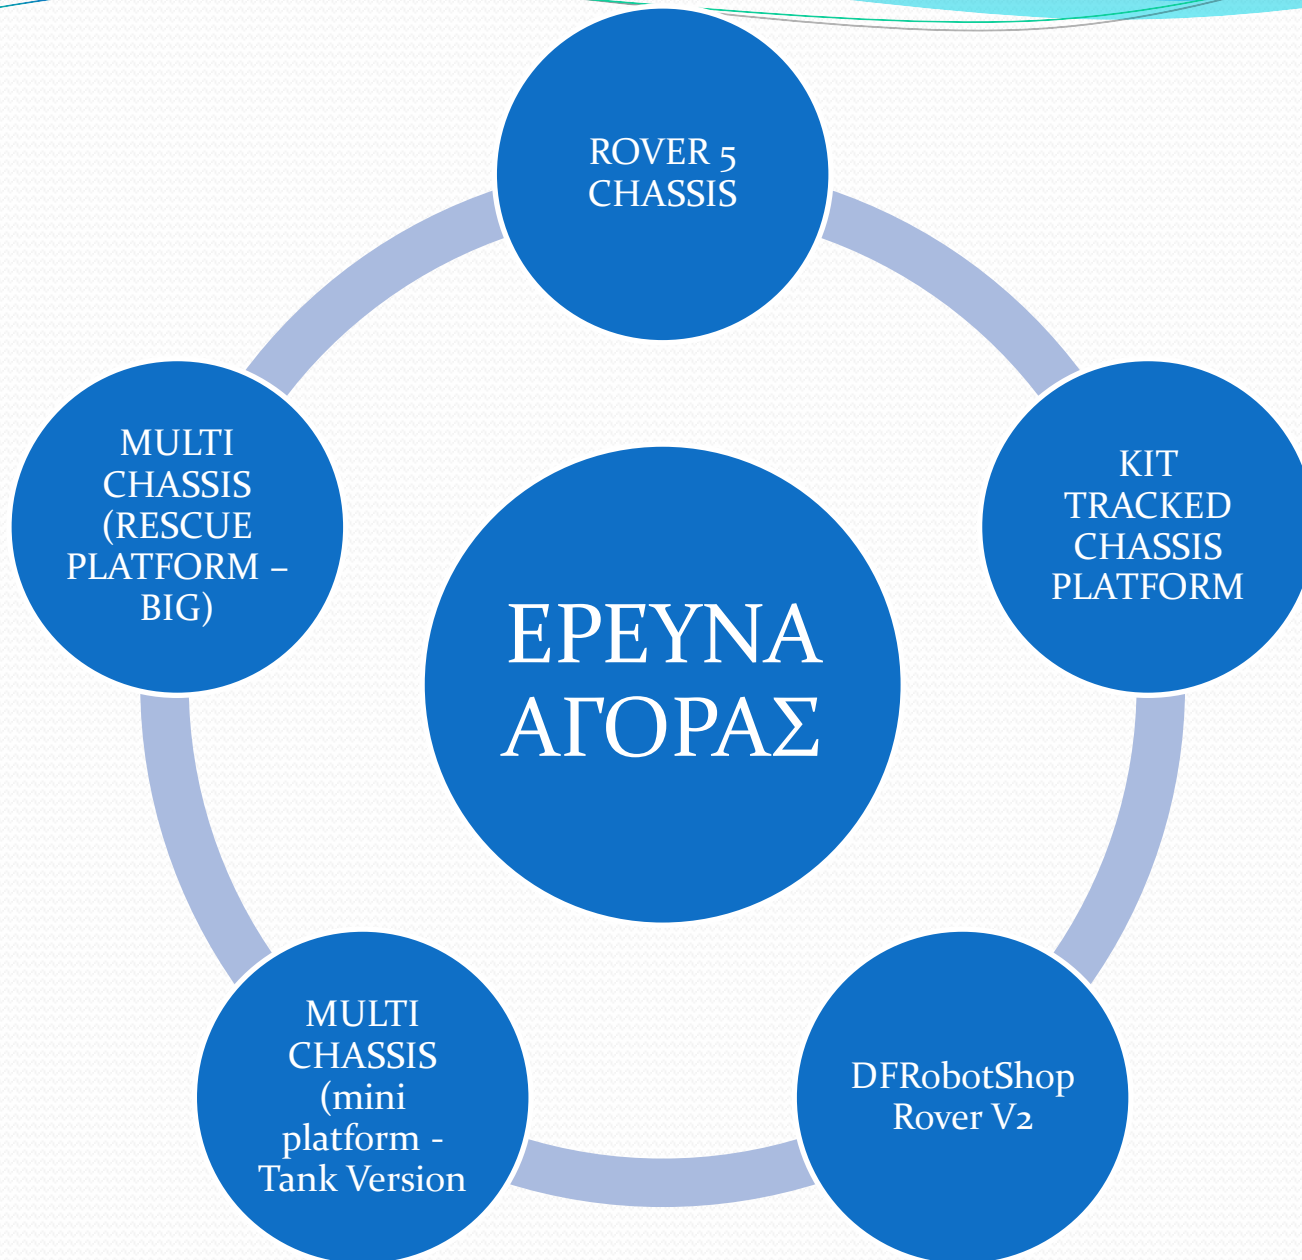 ROVER 5
CHASSIS
KIT
TRACKED
CHASSIS
PLATFORM
DFRobotShop
Rover V2
MULTI
CHASSIS
(mini
platform -
Tank Version
MULTI
CHASSIS
(RESCUE
PLATFORM –
BIG)
ΕΡΕΥΝΑ
ΑΓΟΡΑΣ